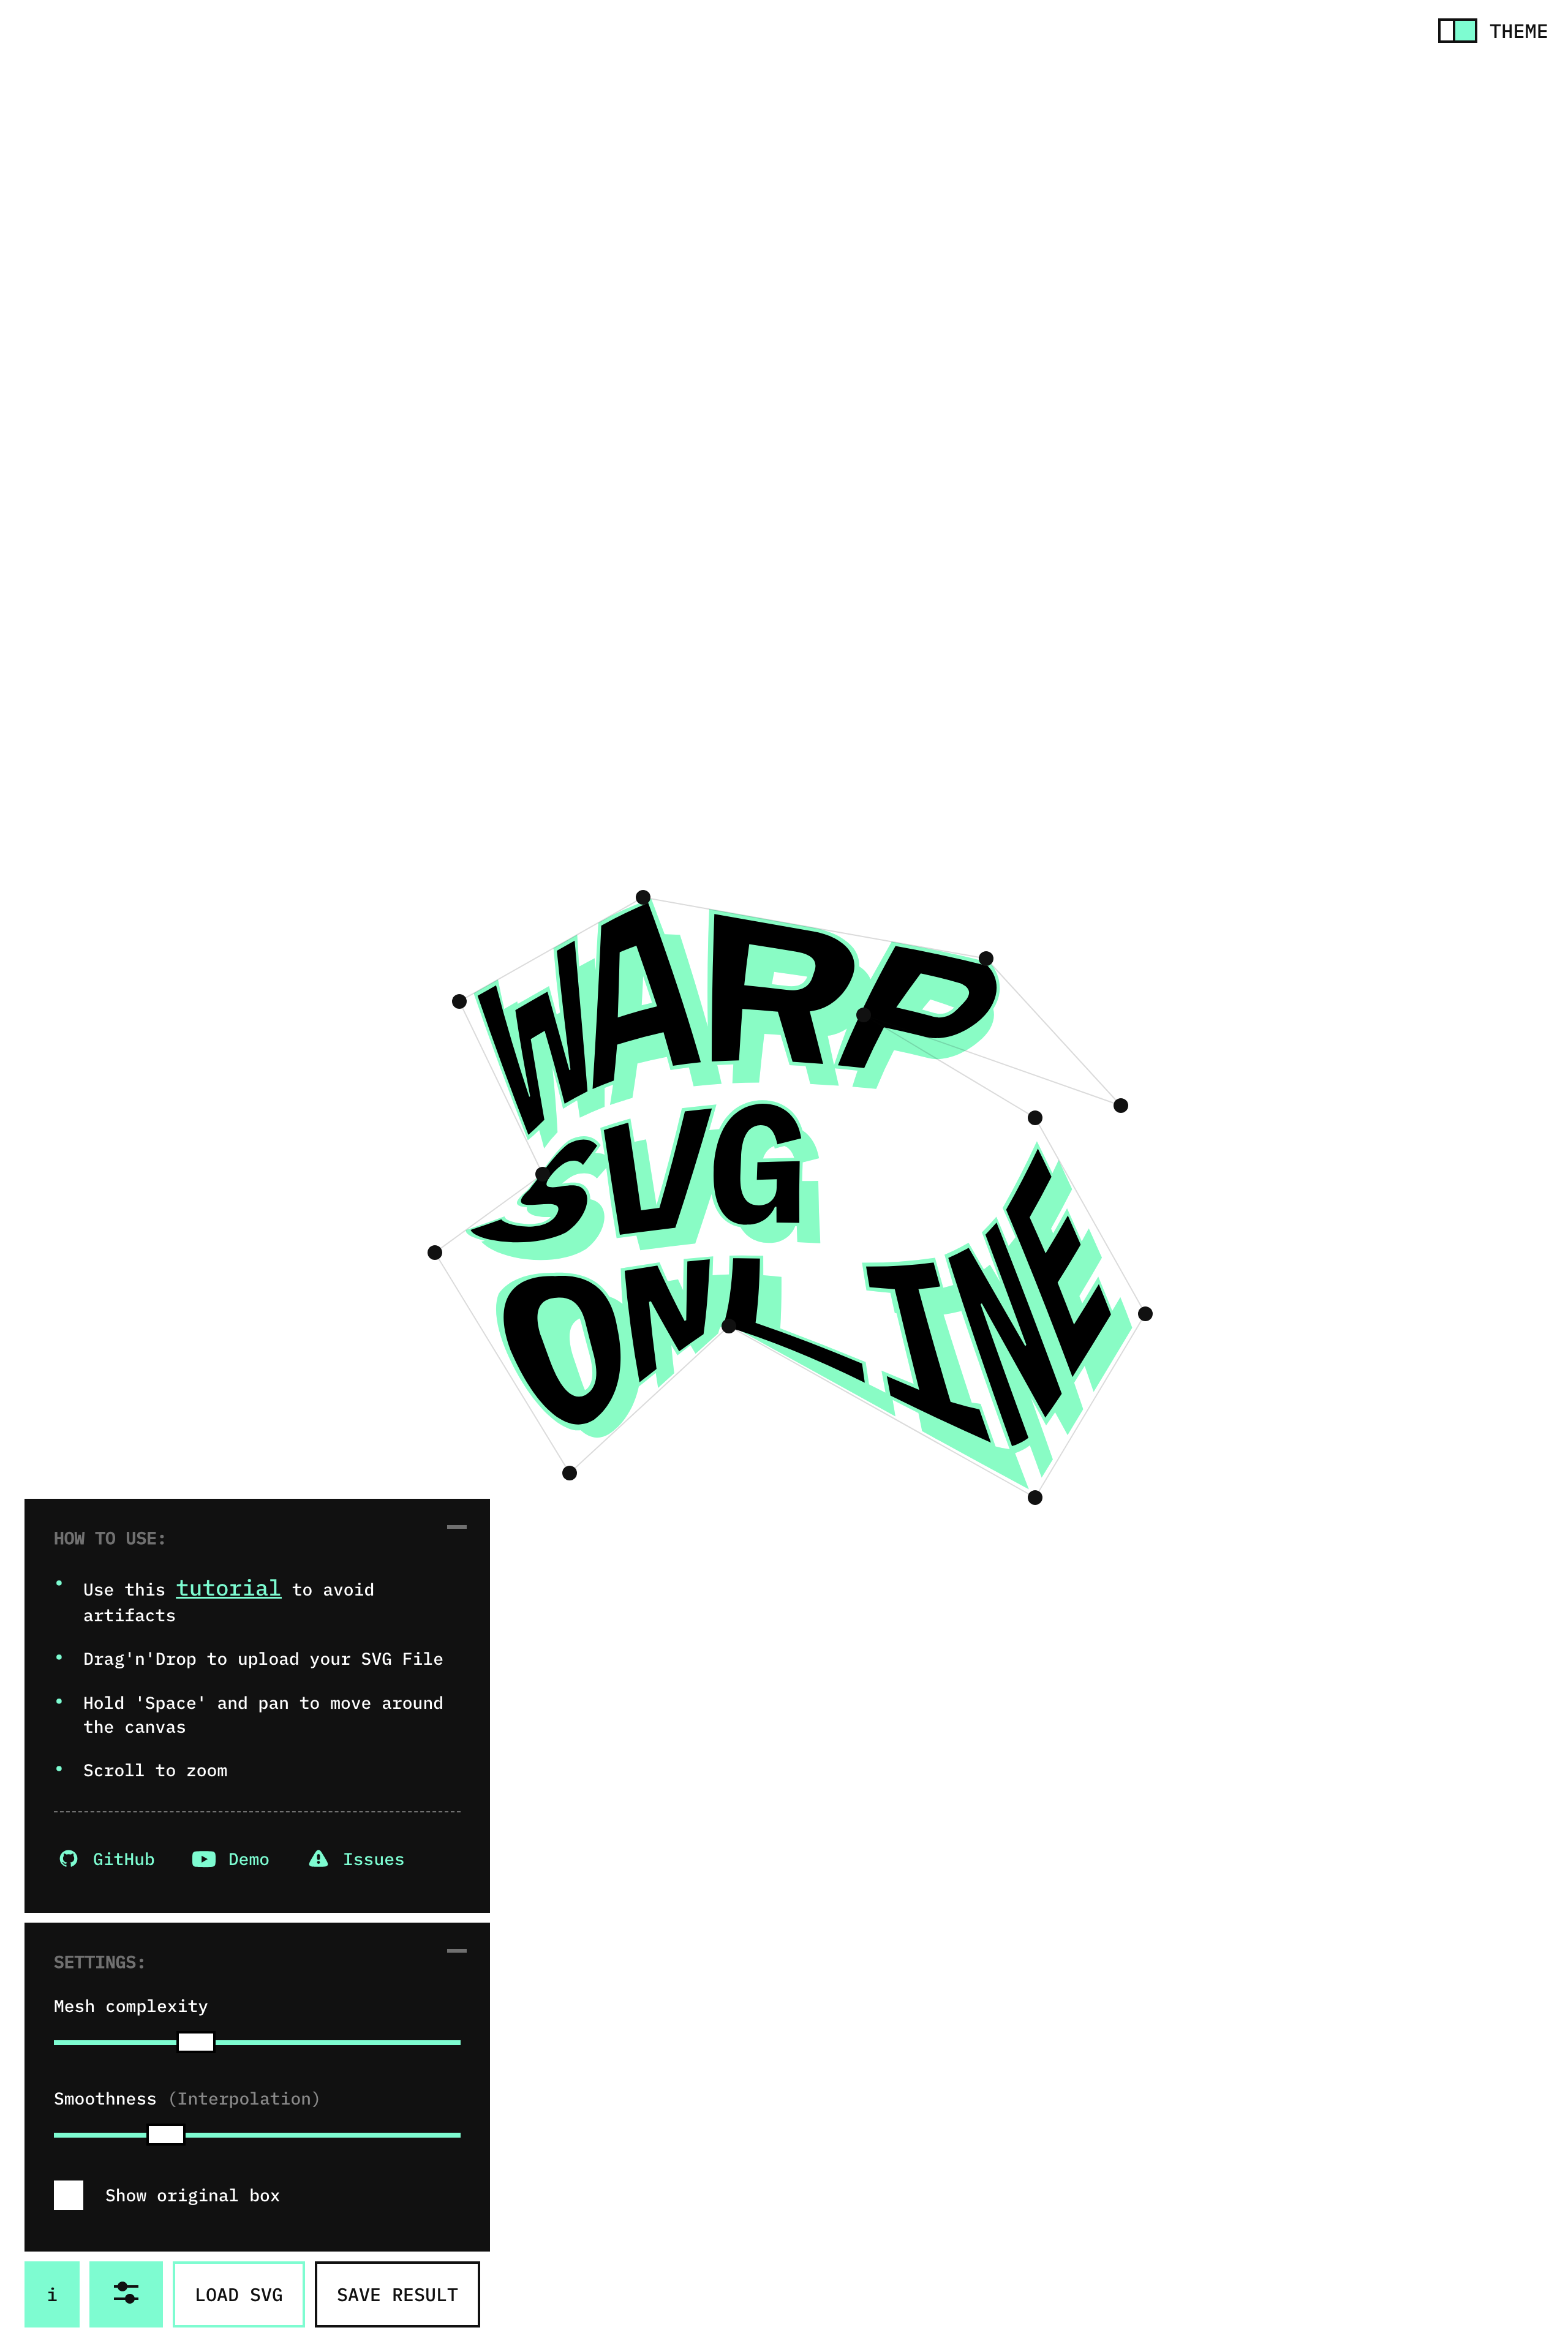 THEME
WARP
SVG
ONLINE
HOW TO USE:
Use this tutorial to avoid
artifacts
Drag'n'Drop to upload your SVG File
Hold 'Space' and pan to move around
the canvas
Scroll to zoom
GitHub Demo Issues
SETTINGS:
Mesh complexity
Smoothness (Interpolation)
Show original box
i LOAD SVG SAVE RESULT